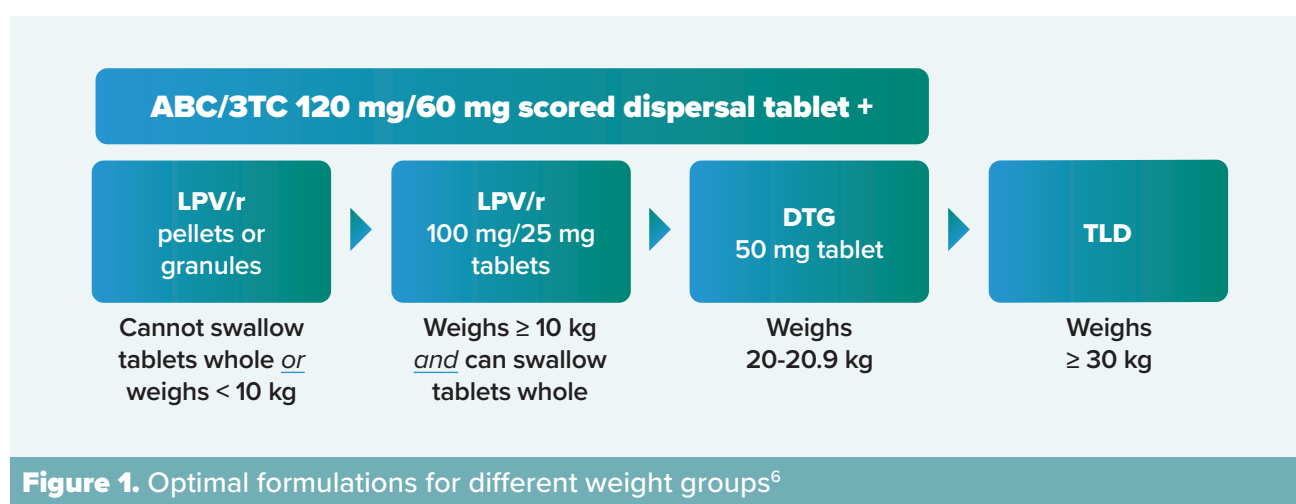 ABC/3TC 120 mg/60 mg scored dispersal tablet +
LPV/r
pellets or
granules
Cannot swallow
tablets whole or
weighs < 10 kg
LPV/r
100 mg/25 mg
tablets
Weighs ≥ 10 kg
and can swallow
tablets whole
DTG
50 mg tablet
Weighs
20-20.9 kg
TLD
Weighs
≥ 30 kg
Figure 1. Optimal formulations for different weight groups⁶